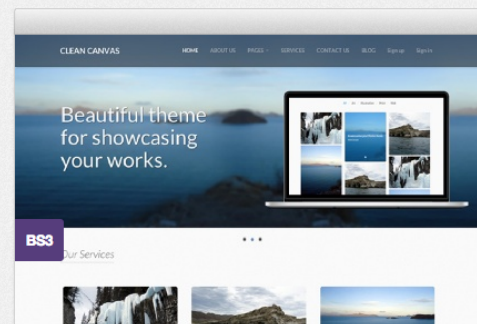 CLEAN CANVAS HOME ABOUT US PAGES SERVICES CONTACT US BLOG Sign up Sign in
Beautiful theme
for showcasing
your works.
BS3
Our Services